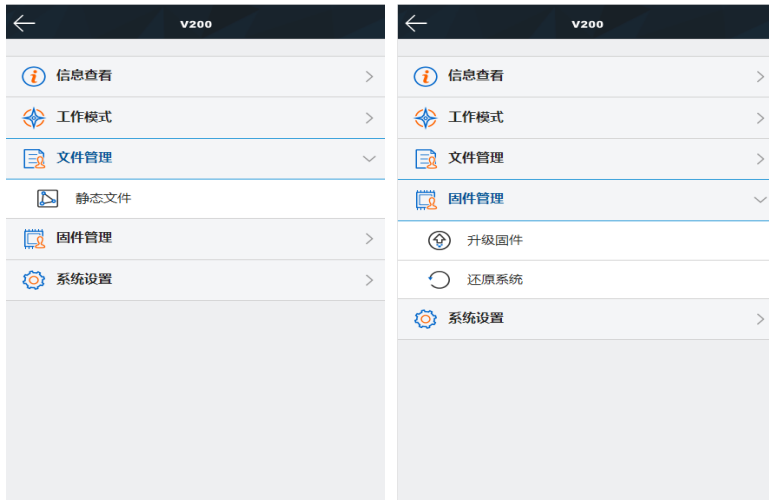 V200
信息查看
工作模式
文件管理
静态文件
固件管理
系统设置
V200
信息查看
工作模式
文件管理
固件管理
升级固件
还原系统
系统设置